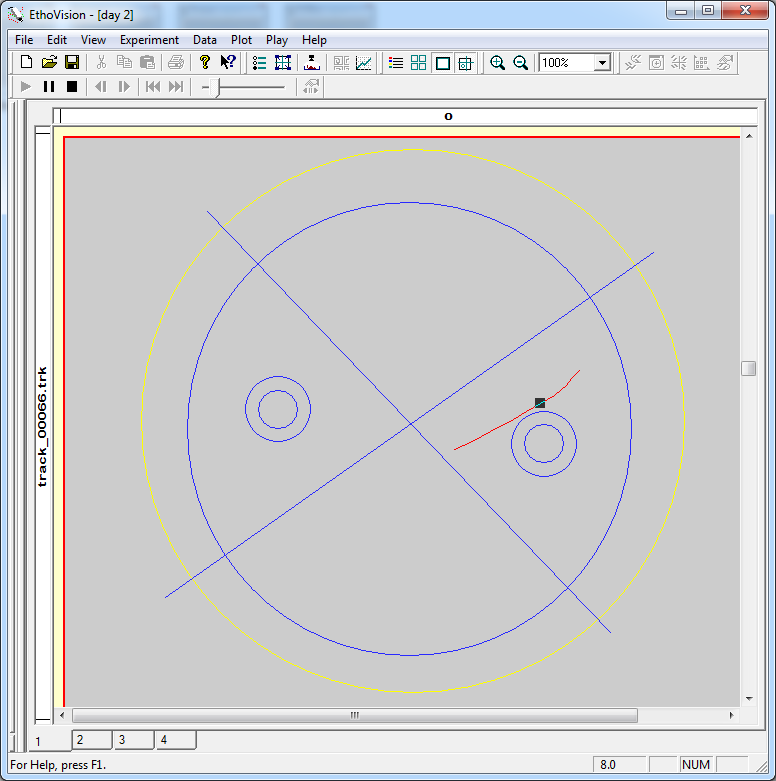 EthoVision - [day 2]
File Edit View Experiment Data Plot Play Help
100%
0
track_00066.trk
1 2 3 4
For Help, press F1. 8.0 NUM